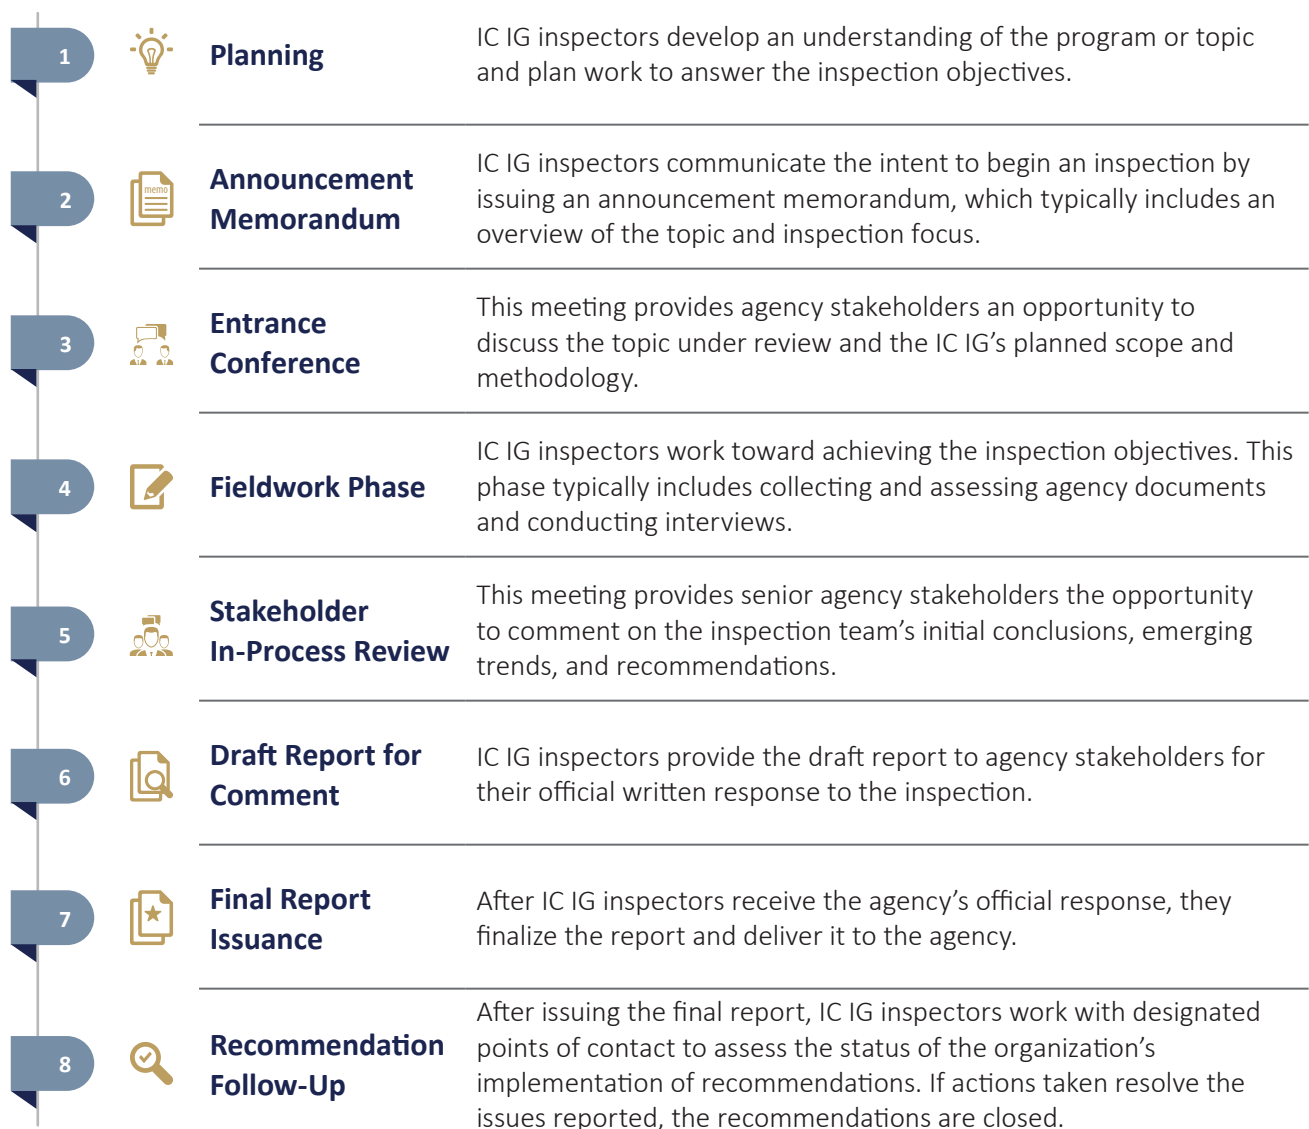 1
Planning
IC IG inspectors develop an understanding of the program or topic
and plan work to answer the inspection objectives.
2
memo
Announcement
Memorandum
IC IG inspectors communicate the intent to begin an inspection by
issuing an announcement memorandum, which typically includes an
overview of the topic and inspection focus.
3
Entrance
Conference
This meeting provides agency stakeholders an opportunity to
discuss the topic under review and the IC IG’s planned scope and
methodology.
4
Fieldwork Phase
IC IG inspectors work toward achieving the inspection objectives. This
phase typically includes collecting and assessing agency documents
and conducting interviews.
5
Stakeholder
In-Process Review
This meeting provides senior agency stakeholders the opportunity
to comment on the inspection team’s initial conclusions, emerging
trends, and recommendations.
6
Draft Report for
Comment
IC IG inspectors provide the draft report to agency stakeholders for
their official written response to the inspection.
7
Final Report
Issuance
After IC IG inspectors receive the agency’s official response, they
finalize the report and deliver it to the agency.
8
Recommendation
Follow-Up
After issuing the final report, IC IG inspectors work with designated
points of contact to assess the status of the organization’s
implementation of recommendations. If actions taken resolve the
issues reported, the recommendations are closed.